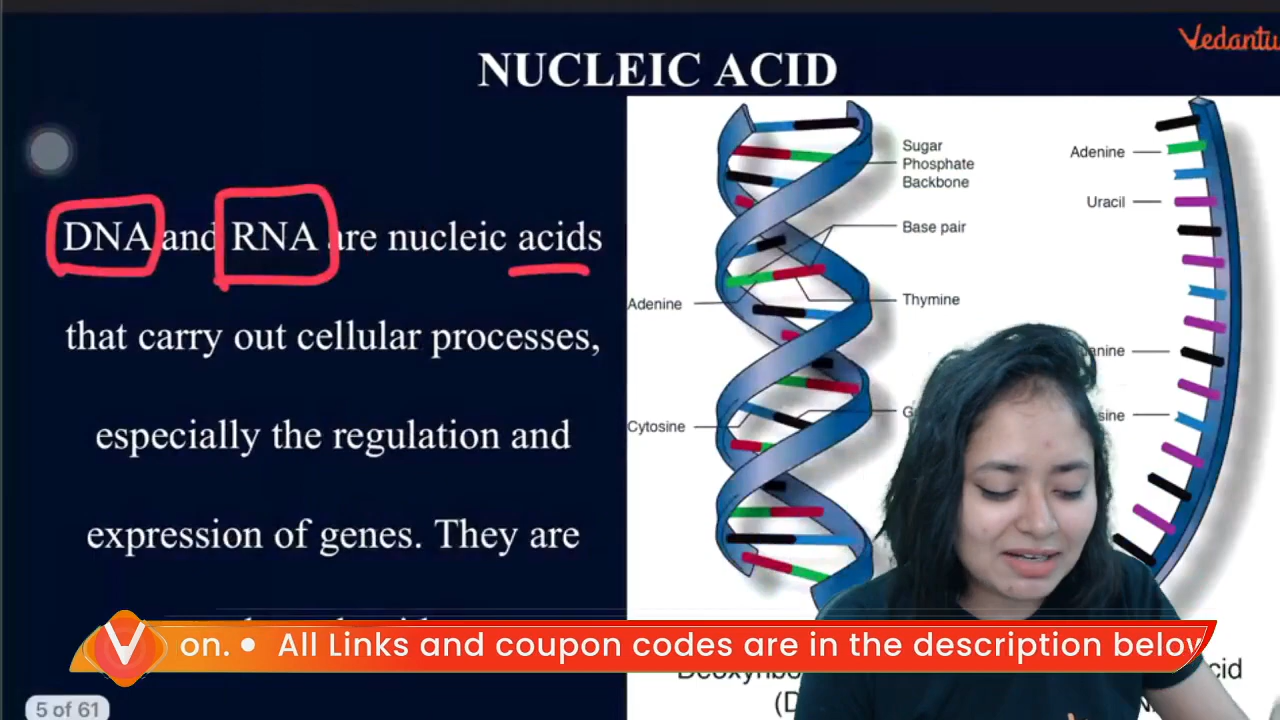 Vedantu
NUCLEIC ACID
DNA and RNA are nucleic acids
that carry out cellular processes,
especially the regulation and
expression of genes. They are
Sugar
Phosphate
Backbone
Base pair
Adenine
Thymine
Cytosine
Adenine
Uracil
V on. • All Links and coupon codes are in the description below
5 of 61